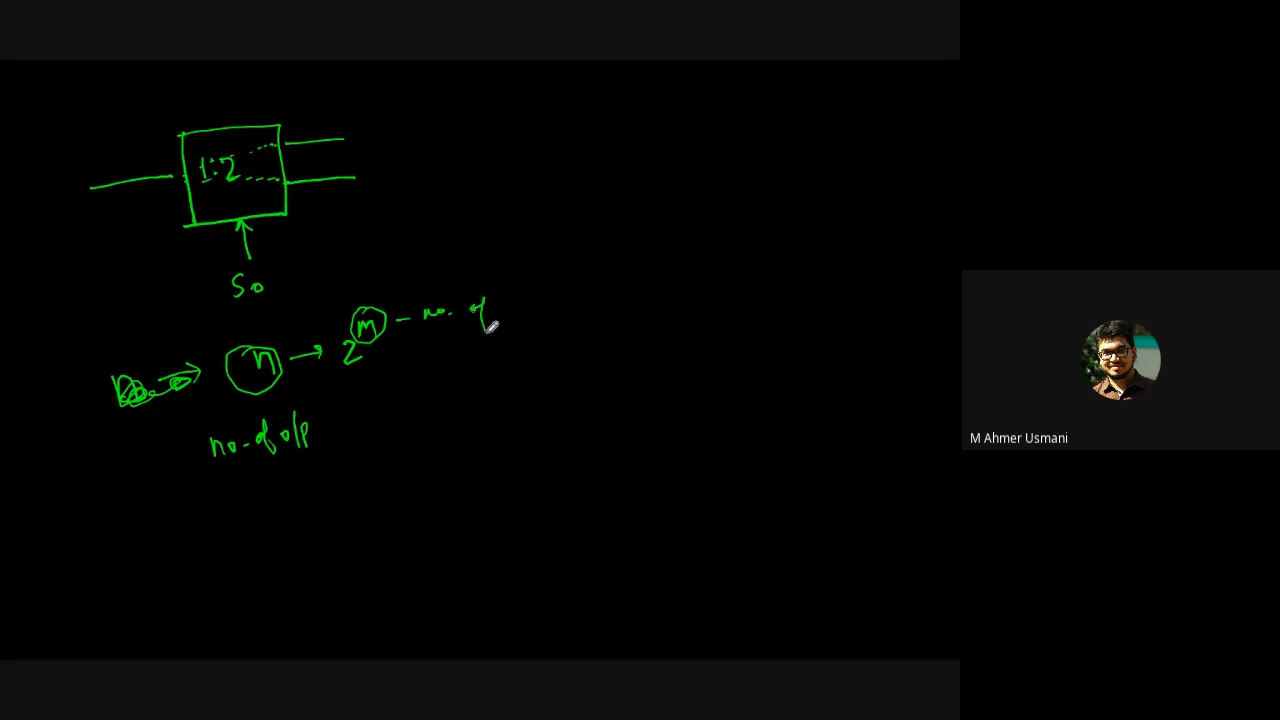 1:2
S0
2^m - no. of
n →
no. of o/p
M Ahmer Usmani